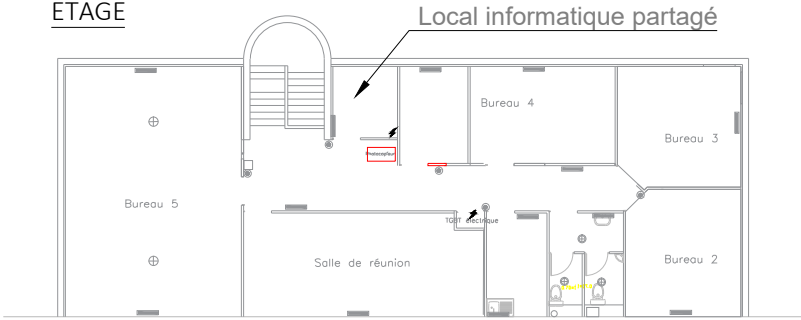 ETAGE
Local informatique partagé
Bureau 4
Bureau 3
Photocopieur
Bureau 5
TGBT électrique
Salle de réunion
Bureau 2